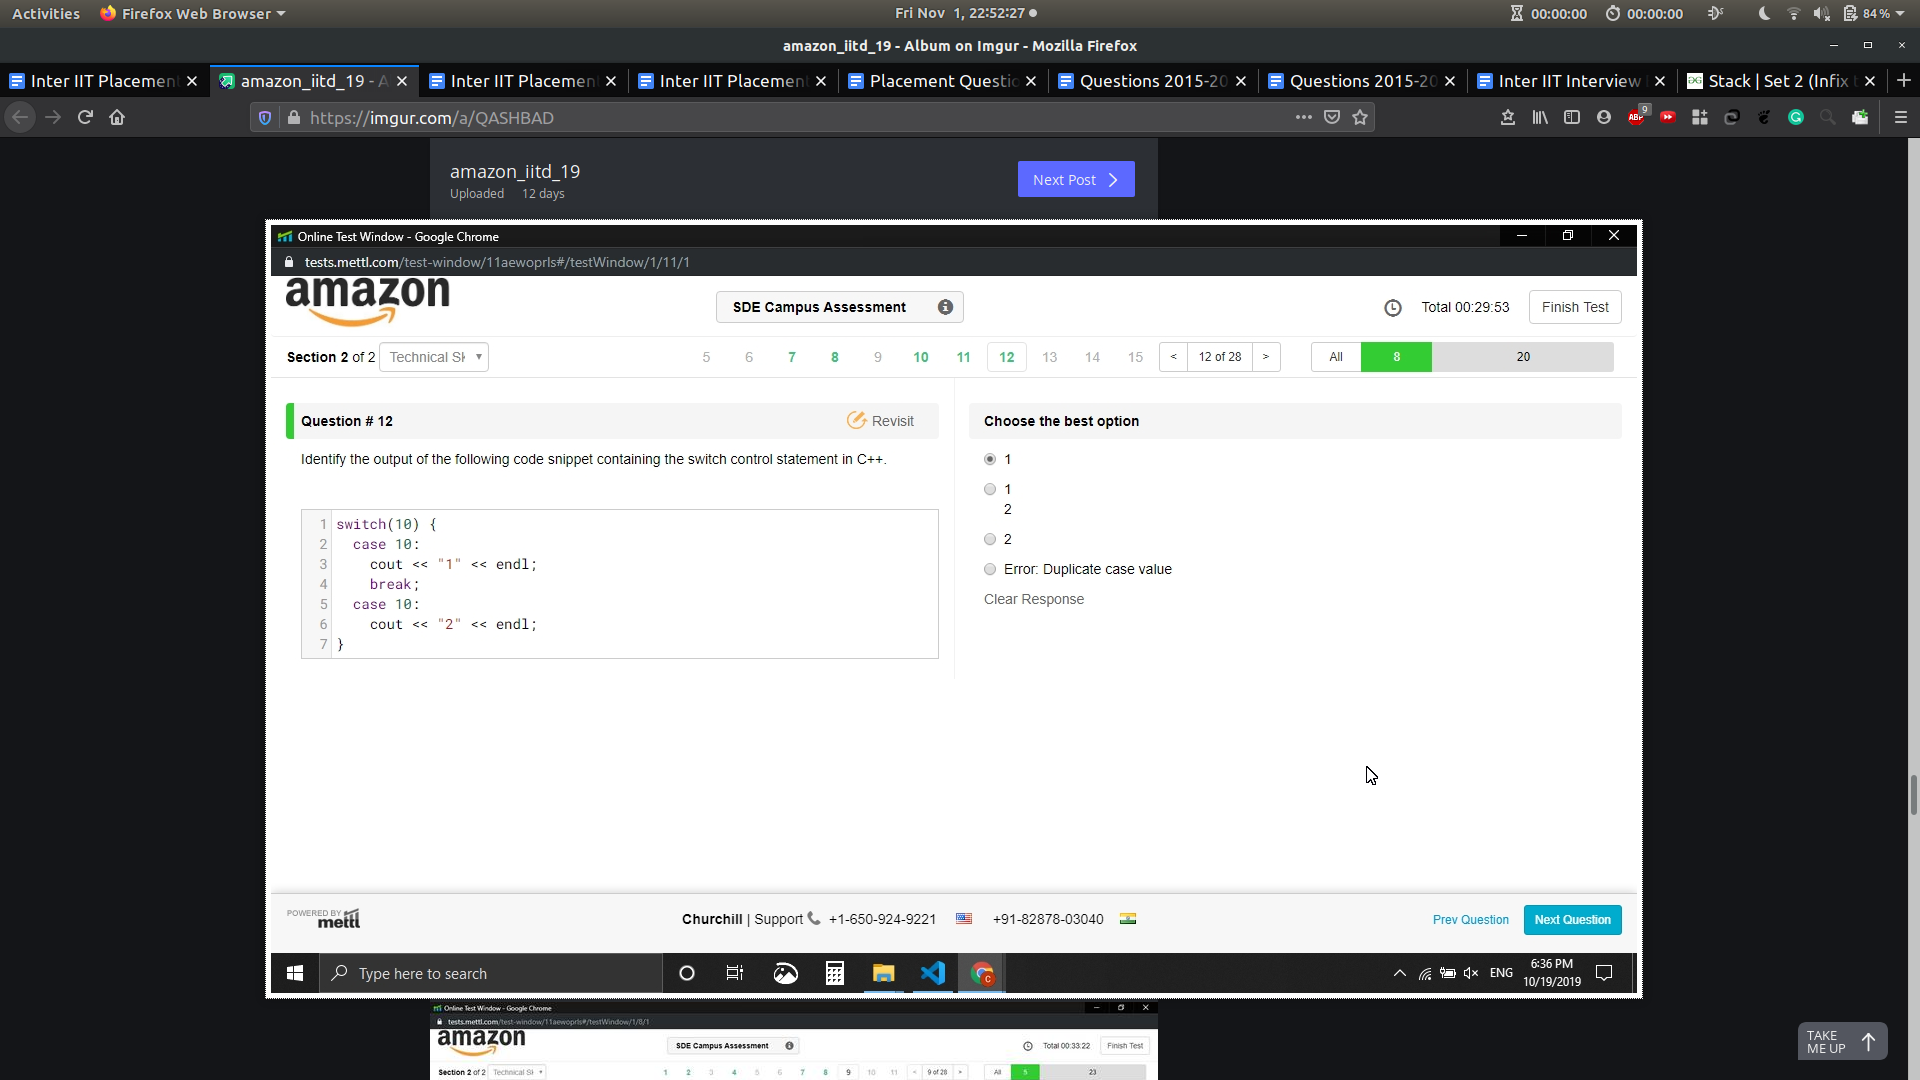 Activities Firefox Web Browser Fri Nov 1, 22:52:27 00:00:00 00:00:00 84 %
amazon_iitd_19 - Album on Imgur - Mozilla Firefox
Inter IIT Placemen amazon_iitd_19 - A Inter IIT Placemen Inter IIT Placemen Placement Questio Questions 2015-20 Questions 2015-20 Inter IIT Interview Stack | Set 2 (Infix
https://imgur.com/a/QASHBAD ABP 9
amazon_iitd_19
Uploaded 12 days
Next Post
Online Test Window - Google Chrome
tests.mettl.com/test-window/11aewoprls#/testWindow/1/11/1
amazon
SDE Campus Assessment
Total 00:29:53 Finish Test
Section 2 of 2 Technical Sk 5 6 7 8 9 10 11 12 13 14 15 < 12 of 28 > All 8 20
Question # 12 Revisit
Identify the output of the following code snippet containing the switch control statement in C++.
1 switch(10) {
2 case 10:
3 cout << "1" << endl;
4 break;
5 case 10:
6 cout << "2" << endl;
7 }
Choose the best option
1
1
2
2
Error: Duplicate case value
Clear Response
POWERED BY
mettl
Churchill | Support +1-650-924-9221 +91-82878-03040
Prev Question Next Question
Type here to search
ENG 6:36 PM
10/19/2019
Online Test Window - Google Chrome
tests.mettl.com/test-window/11aewoprls#/testWindow/1/8/1
amazon
SDE Campus Assessment
Total 00:33:22 Finish Test
Section 2 of 2 Technical Sk 1 2 3 4 5 6 7 8 9 10 11 < 9 of 28 > All 5 23
TAKE
ME UP